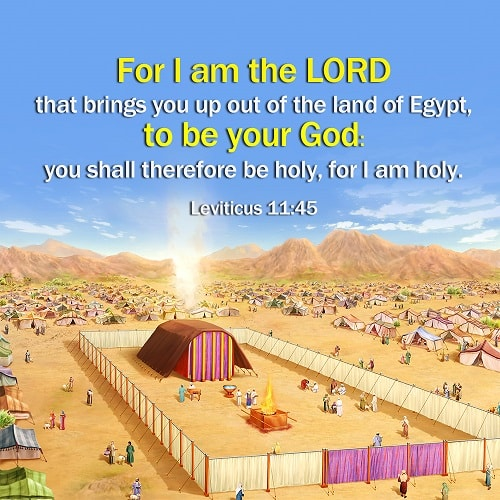 For I am the LORD
that brings you up out of the land of Egypt,
to be your God:
you shall therefore be holy, for I am holy.
Leviticus 11:45